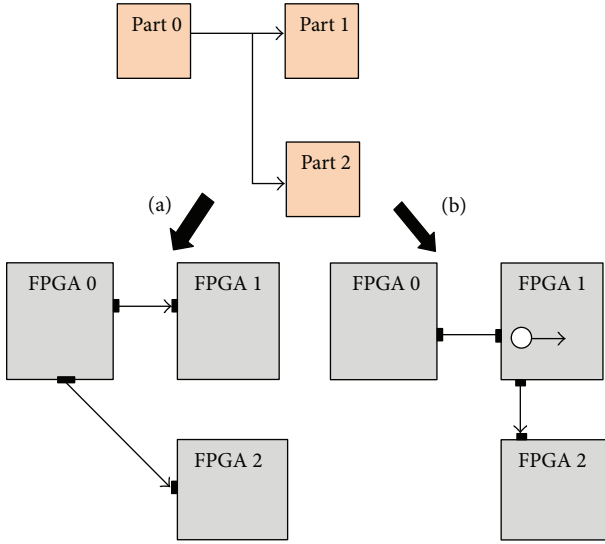 Part 0
Part 1
Part 2
(a)
(b)
FPGA 0
FPGA 1
FPGA 2
FPGA 0
FPGA 1
FPGA 2